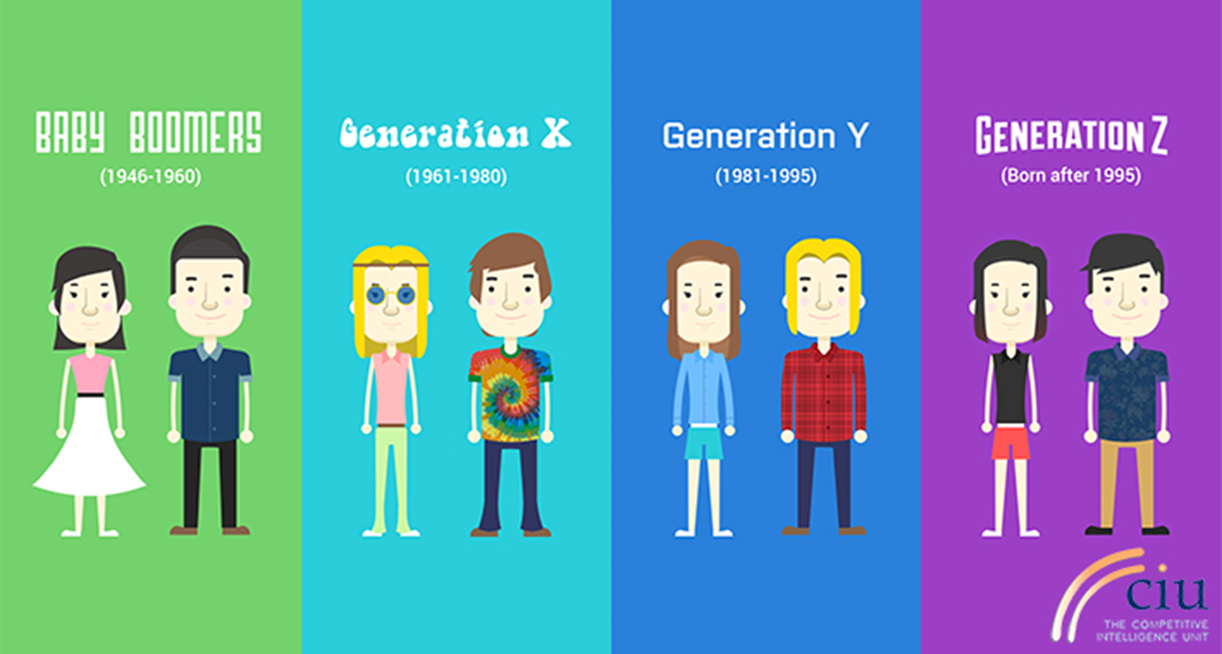 BABY BOOMERS
(1946-1960)
Generation X
(1961-1980)
Generation Y
(1981-1995)
GENERATION Z
(Born after 1995)
ciu
THE COMPETITIVE
INTELLIGENCE UNIT